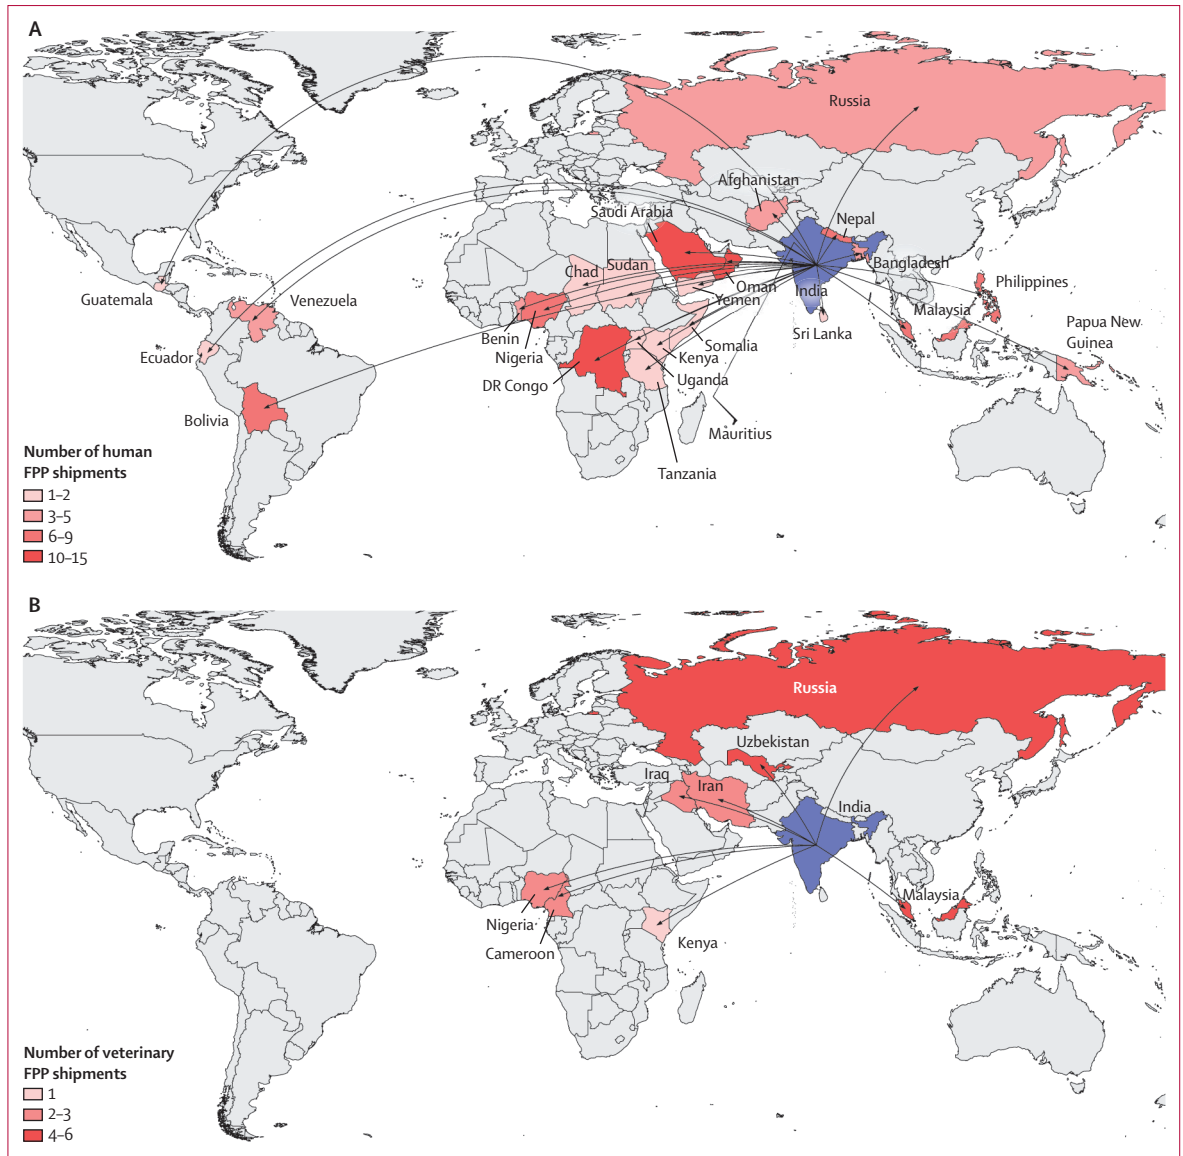 A
Russia
Afghanistan
Saudi Arabia
Nepal
Sudan
Chad
Bangladesh
Oman
Philippines
Guatemala
Venezuela
India
Yemen
Malaysia
Benin
Sri Lanka
Papua New
Guinea
Ecuador
Nigeria
Somalia
Kenya
DR Congo
Uganda
Bolivia
Mauritius
Tanzania
Number of human
FPP shipments
1–2
3–5
6–9
10–15
B
Russia
Uzbekistan
Iraq
Iran
India
Malaysia
Nigeria
Kenya
Cameroon
Number of veterinary
FPP shipments
1
2–3
4–6